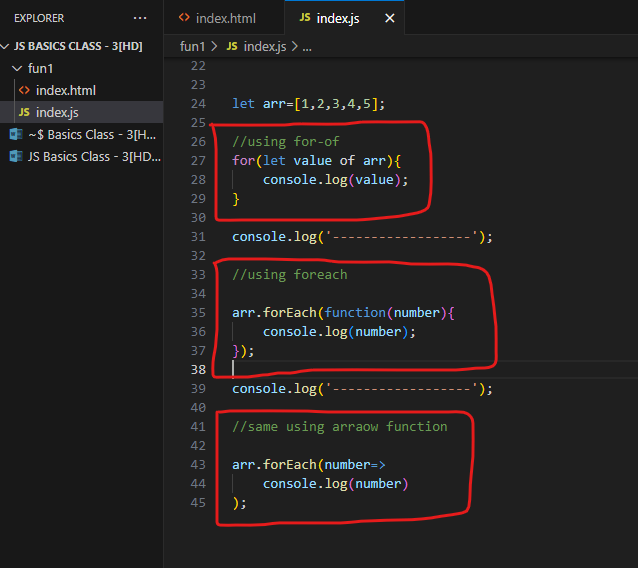 EXPLORER ...
JS BASICS CLASS - 3[HD]
fun1
<> index.html
JS index.js
~$ Basics Class - 3[H...
JS Basics Class - 3[HD...
<> index.html
JS index.js ×
fun1 > JS index.js > ...
22
23
24 let arr=[1,2,3,4,5];
25
26 //using for-of
27 for(let value of arr){
28 console.log(value);
29 }
30
31 console.log('------------------');
32
33 //using foreach
34
35 arr.forEach(function(number){
36 console.log(number);
37 });
38
39 console.log('------------------');
40
41 //same using arraow function
42
43 arr.forEach(number=>
44 console.log(number)
45 );